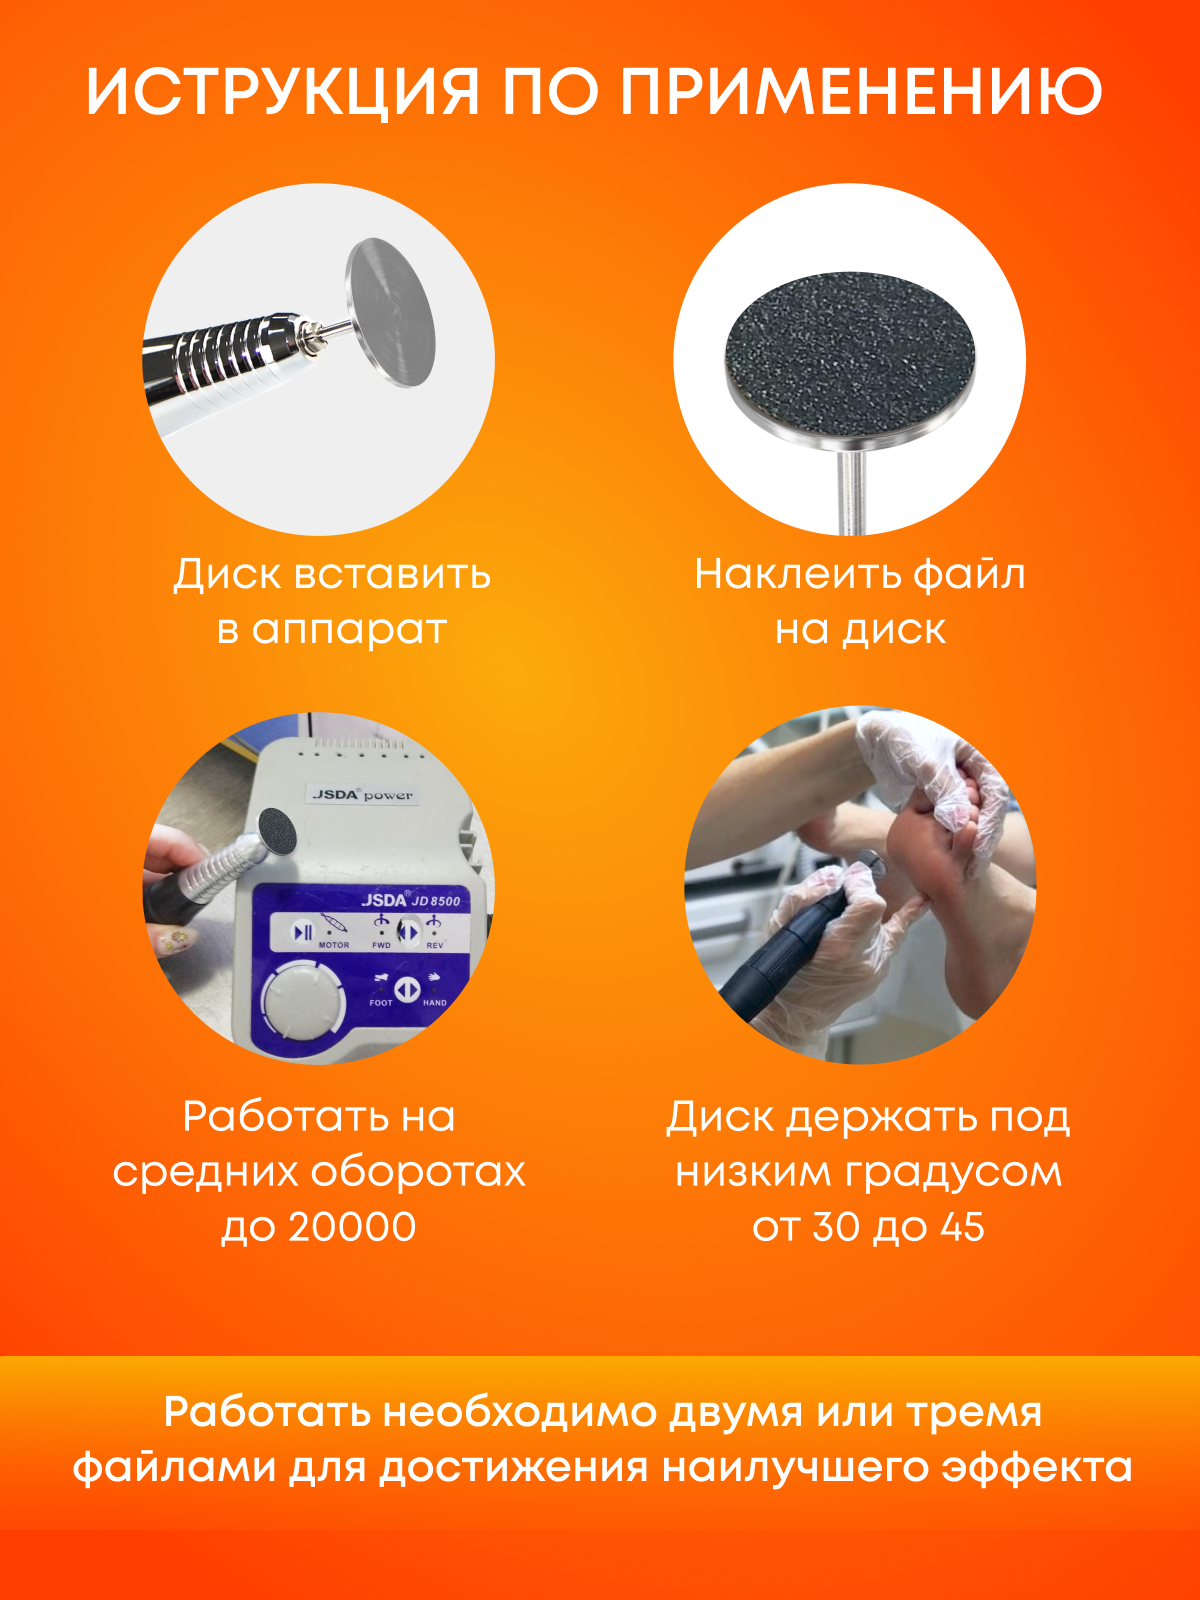 ИСТРУКЦИЯ ПО ПРИМЕНЕНИЮ
Диск вставить
в аппарат
Наклеить файл
на диск
JSDA® power
JSDA® JD 8500
MOTOR FWD REV
FOOT HAND
Работать на
средних оборотах
до 20000
Диск держать под
низким градусом
от 30 до 45
Работать необходимо двумя или тремя
файлами для достижения наилучшего эффекта